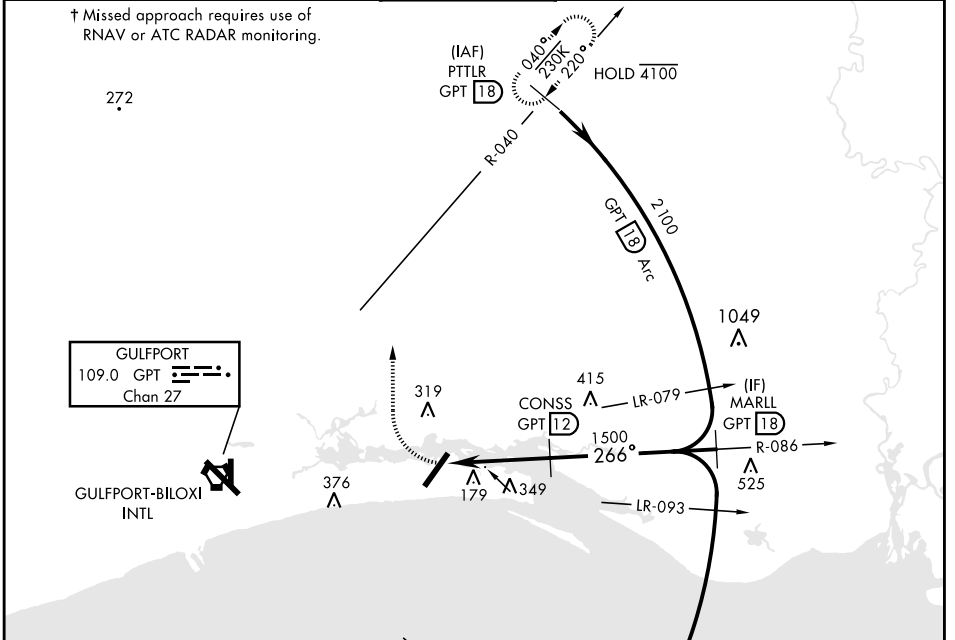 † Missed approach requires use of
RNAV or ATC RADAR monitoring.
(IAF)
PTTLR
GPT 18
040°
230K
220°
HOLD 4100
272
R-040
2100
GPT 18 Arc
1049
GULFPORT
109.0 GPT
Chan 27
319
415
LR-079
(IF)
MARLL
GPT 18
CONSS
GPT 12
1500
266°
R-086
525
GULFPORT-BILOXI
INTL
376
179
349
LR-093